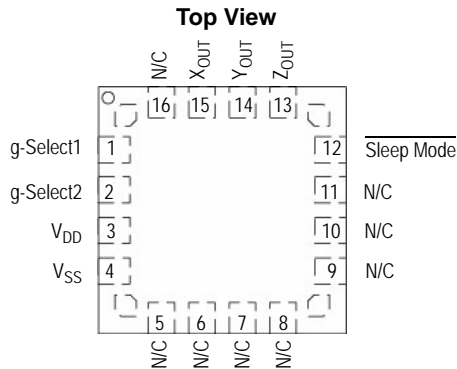 Top View
N/C
XOUT
YOUT
ZOUT
16 15 14 13
g-Select1 1
g-Select2 2
VDD 3
VSS 4
12 Sleep Mode
11 N/C
10 N/C
9 N/C
5 6 7 8
N/C
N/C
N/C
N/C